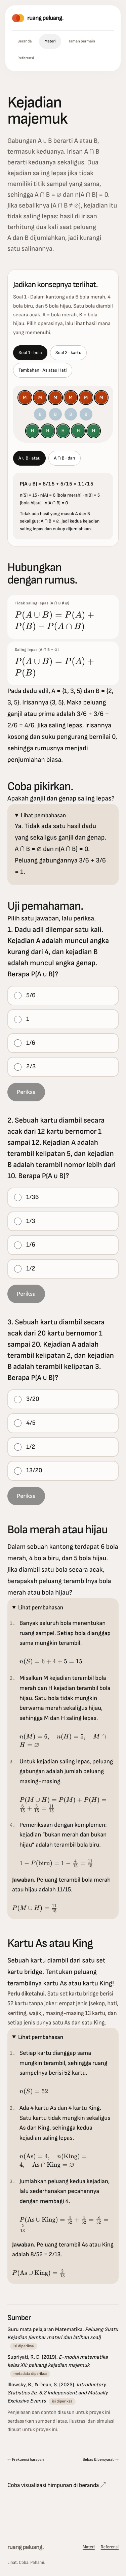 ruang peluang.
Beranda
Materi
Teman bermain
Referensi
Kejadian
majemuk
Gabungan A ∪ B berarti A atau B,
termasuk keduanya. Irisan A ∩ B
berarti keduanya sekaligus. Dua
kejadian saling lepas jika tidak
memiliki titik sampel yang sama,
sehingga A ∩ B = ∅ dan n(A ∩ B) = 0.
Jika sebaliknya (A ∩ B ≠ ∅), kejadian itu
tidak saling lepas: hasil di irisan
terhitung dua kali saat peluang
A dan B dijumlahkan, jadi kurangi
irisannya satu kali.
Jadikan konsepnya terlihat.
Soal 1 · Dalam kantong ada 6 bola merah, 4
bola biru, dan 5 bola hijau. Satu bola diambil
secara acak. A = bola merah, B = bola
hijau. Pilih operasinya, lalu lihat hasil mana
yang memenuhi.
Soal 1 · bola
Soal 2 · kartu
Tambahan · As atau Hati
M M M M M M
B B B B
H H H H H
A ∪ B · atau
A ∩ B · dan
P(A ∪ B) = 6/15 + 5/15 = 11/15
n(S) = 15 · n(A) = 6 (bola merah) · n(B) = 5
(bola hijau) · n(A ∩ B) = 0
Tidak ada hasil yang masuk A dan B
sekaligus: A ∩ B = ∅, jadi kedua kejadian
saling lepas dan rumus cukup dijumlahkan.
Hubungkan
dengan rumus.
Tidak saling lepas (A ∩ B ≠ ∅)
P(A ∪ B) = P(A) +
P(B) − P(A ∩ B)
Saling lepas (A ∩ B = ∅)
P(A ∪ B) = P(A) +
P(B)
Pada dadu adil, A = {1, 3, 5} dan B = {2,
3, 5}. Irisannya {3, 5}. Maka peluang
ganjil atau prima adalah 3/6 + 3/6 −
2/6 = 4/6. Jika saling lepas, irisannya
kosong dan suku pengurang bernilai 0,
sehingga rumusnya menjadi
penjumlahan biasa.
Coba pikirkan.
Apakah ganjil dan genap saling lepas?
▼ Lihat pembahasan
Ya. Tidak ada satu hasil dadu
yang sekaligus ganjil dan genap.
A ∩ B = ∅ dan n(A ∩ B) = 0.
Peluang gabungannya 3/6 + 3/6
= 1.
Uji pemahaman.
Pilih satu jawaban, lalu periksa.
1. Dadu adil dilempar satu kali.
Kejadian A adalah muncul angka
kurang dari 4, dan kejadian B
adalah muncul angka genap.
Berapa P(A ∪ B)?
5/6
1
1/6
2/3
Periksa
2. Sebuah kartu diambil secara
acak dari 12 kartu bernomor 1
sampai 12. Kejadian A adalah
terambil kelipatan 5, dan kejadian
B adalah terambil nomor lebih dari
10. Berapa P(A ∪ B)?
1/36
1/3
1/6
1/2
Periksa
3. Sebuah kartu diambil secara
acak dari 20 kartu bernomor 1
sampai 20. Kejadian A adalah
terambil kelipatan 2, dan kejadian
B adalah terambil kelipatan 3.
Berapa P(A ∪ B)?
3/20
4/5
1/2
13/20
Periksa
Bola merah atau hijau
Dalam sebuah kantong terdapat 6 bola
merah, 4 bola biru, dan 5 bola hijau.
Jika diambil satu bola secara acak,
berapakah peluang terambilnya bola
merah atau bola hijau?
▼ Lihat pembahasan
1. Banyak seluruh bola menentukan
ruang sampel. Setiap bola dianggap
sama mungkin terambil.
n(S) = 6 + 4 + 5 = 15
2. Misalkan M kejadian terambil bola
merah dan H kejadian terambil bola
hijau. Satu bola tidak mungkin
berwarna merah sekaligus hijau,
sehingga M dan H saling lepas.
n(M) = 6, n(H) = 5, M ∩
H = ∅
3. Untuk kejadian saling lepas, peluang
gabungan adalah jumlah peluang
masing-masing.
P(M ∪ H) = P(M) + P(H) =
6/15 + 5/15 = 11/15
4. Pemeriksaan dengan komplemen:
kejadian “bukan merah dan bukan
hijau” adalah terambil bola biru.
1 − P(biru) = 1 − 4/15 = 11/15
Jawaban. Peluang terambil bola merah
atau hijau adalah 11/15.
P(M ∪ H) = 11/15
Kartu As atau King
Sebuah kartu diambil dari satu set
kartu bridge. Tentukan peluang
terambilnya kartu As atau kartu King!
Perlu diketahui. Satu set kartu bridge berisi
52 kartu tanpa joker: empat jenis (sekop, hati,
keriting, wajik), masing-masing 13 kartu, dan
setiap jenis punya satu As dan satu King.
▼ Lihat pembahasan
1. Setiap kartu dianggap sama
mungkin terambil, sehingga ruang
sampelnya berisi 52 kartu.
n(S) = 52
2. Ada 4 kartu As dan 4 kartu King.
Satu kartu tidak mungkin sekaligus
As dan King, sehingga kedua
kejadian saling lepas.
n(As) = 4, n(King) =
4, As ∩ King = ∅
3. Jumlahkan peluang kedua kejadian,
lalu sederhanakan pecahannya
dengan membagi 4.
P(As ∪ King) = 4/52 + 4/52 = 8/52 =
2/13
Jawaban. Peluang terambil As atau King
adalah 8/52 = 2/13.
P(As ∪ King) = 2/13
Sumber
Guru mata pelajaran Matematika. Peluang Suatu
Kejadian (lembar materi dan latihan soal)
isi diperiksa
Supriyati, R. D. (2019). E-modul matematika
kelas XII: peluang kejadian majemuk
metadata diperiksa
Illowsky, B., & Dean, S. (2023). Introductory
Statistics 2e, 3.2 Independent and Mutually
Exclusive Events isi diperiksa
Penjelasan dan contoh disusun untuk proyek ini
berdasarkan sumber di atas. Ilustrasi dan simulasi
dibuat untuk proyek ini.
← Frekuensi harapan
Bebas & bersyarat →
Coba visualisasi himpunan di beranda ↗
ruang peluang.
Materi
Referensi
Lihat. Coba. Pahami.